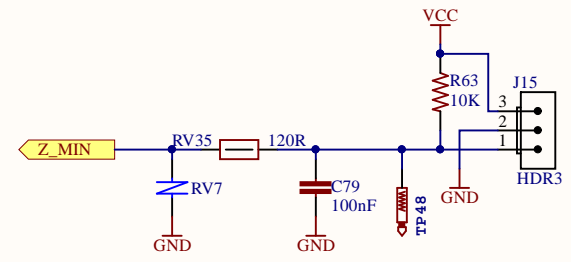 VCC
R63
10K
J15
3
2
1
HDR3
Z_MIN
RV35
120R
RV7
C79
100nF
TP48
GND
GND
GND